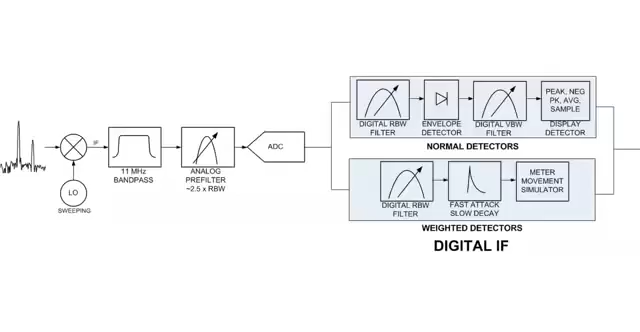 IF
LO
SWEEPING
11 MHz
BANDPASS
ANALOG
PREFILTER
~2.5 x RBW
ADC
DIGITAL RBW
FILTER
ENVELOPE
DETECTOR
DIGITAL VBW
FILTER
PEAK, NEG
PK, AVG,
SAMPLE
DISPLAY
DETECTOR
NORMAL DETECTORS
DIGITAL RBW
FILTER
FAST ATTACK
SLOW DECAY
METER
MOVEMENT
SIMULATOR
WEIGHTED DETECTORS
DIGITAL IF